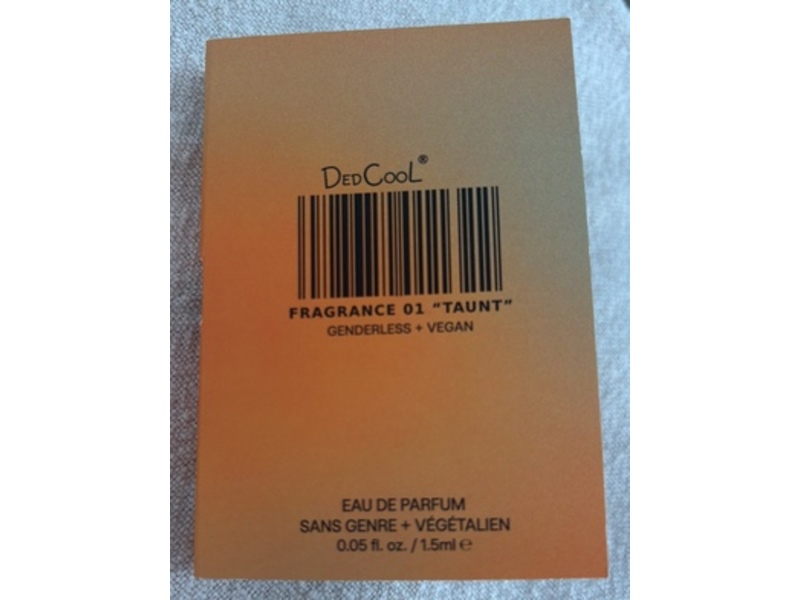 DEDCOOL®
FRAGRANCE 01 “TAUNT”
GENDERLESS + VEGAN
EAU DE PARFUM
SANS GENRE + VÉGÉTALIEN
0.05 fl. oz. / 1.5ml ℮